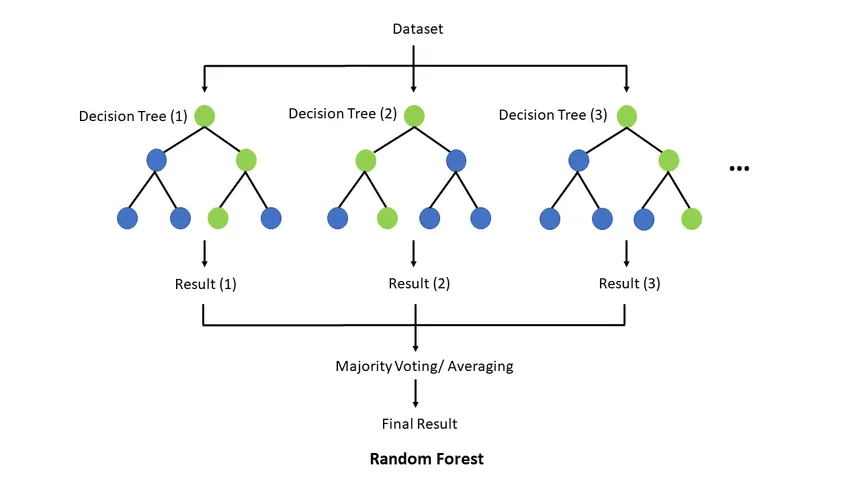 Dataset
Decision Tree (1)
Decision Tree (2)
Decision Tree (3)
...
Result (1)
Result (2)
Result (3)
Majority Voting/ Averaging
Final Result
Random Forest